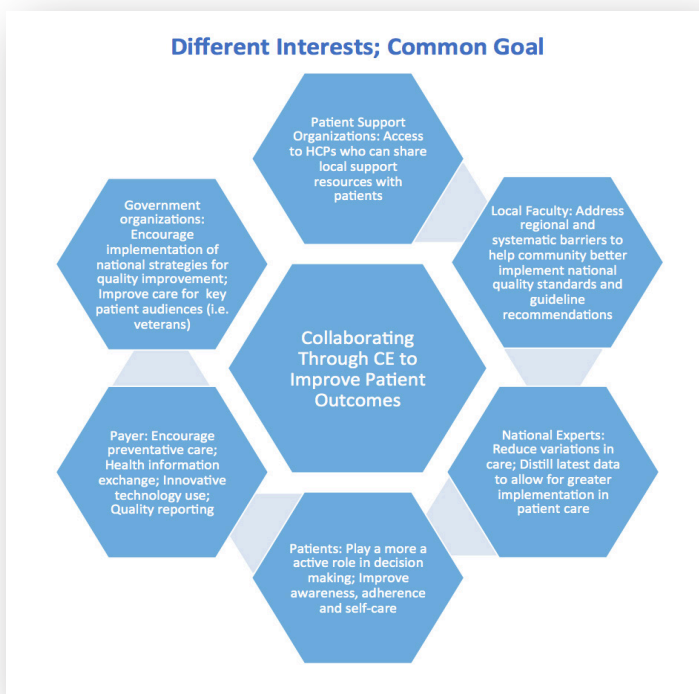 Different Interests; Common Goal
Patient Support
Organizations: Access
to HCPs who can share
local support
resources with
patients
Local Faculty: Address
regional and
systematic barriers to
help community better
implement national
quality standards and
guideline
recommendations
National Experts:
Reduce variations in
care; Distill latest data
to allow for greater
implementation in
patient care
Patients: Play a more a
active role in decision
making; Improve
awareness, adherence
and self-care
Payer: Encourage
preventative care;
Health information
exchange; Innovative
technology use;
Quality reporting
Government
organizations:
Encourage
implementation of
national strategies for
quality improvement;
Improve care for key
patient audiences (i.e.
veterans)
Collaborating
Through CE to
Improve Patient
Outcomes